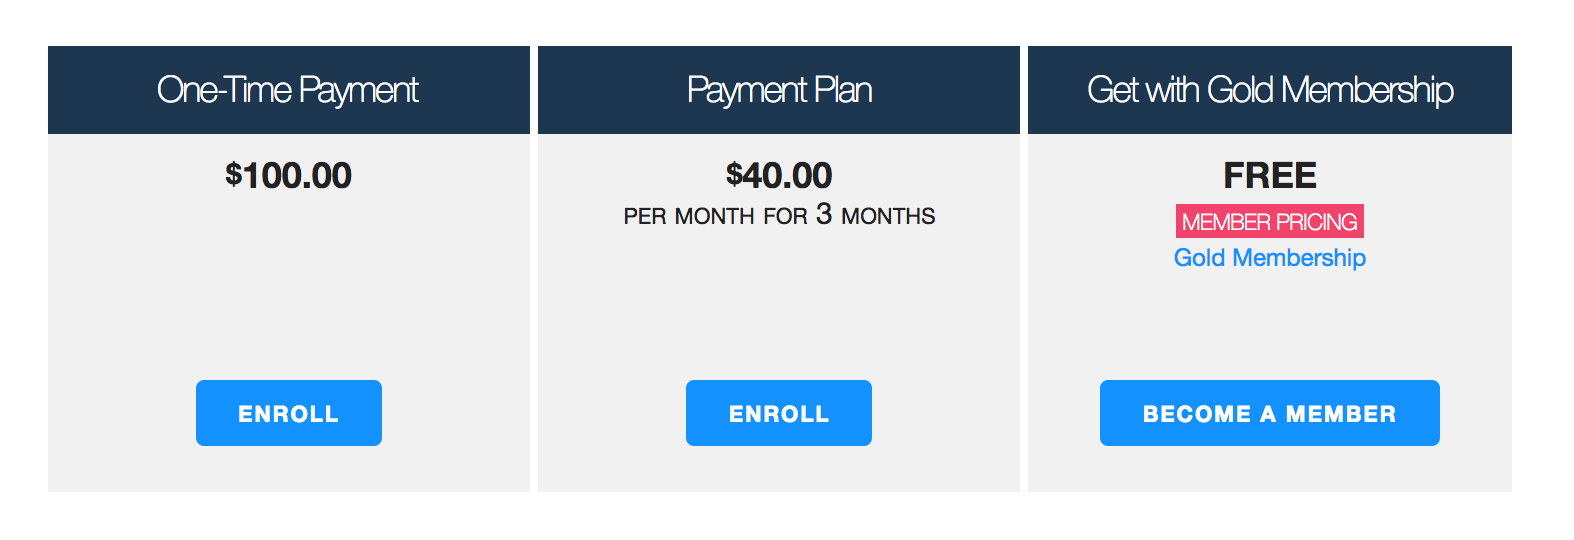 One-Time Payment
$100.00
ENROLL
Payment Plan
$40.00
PER MONTH FOR 3 MONTHS
ENROLL
Get with Gold Membership
FREE
MEMBER PRICING
Gold Membership
BECOME A MEMBER